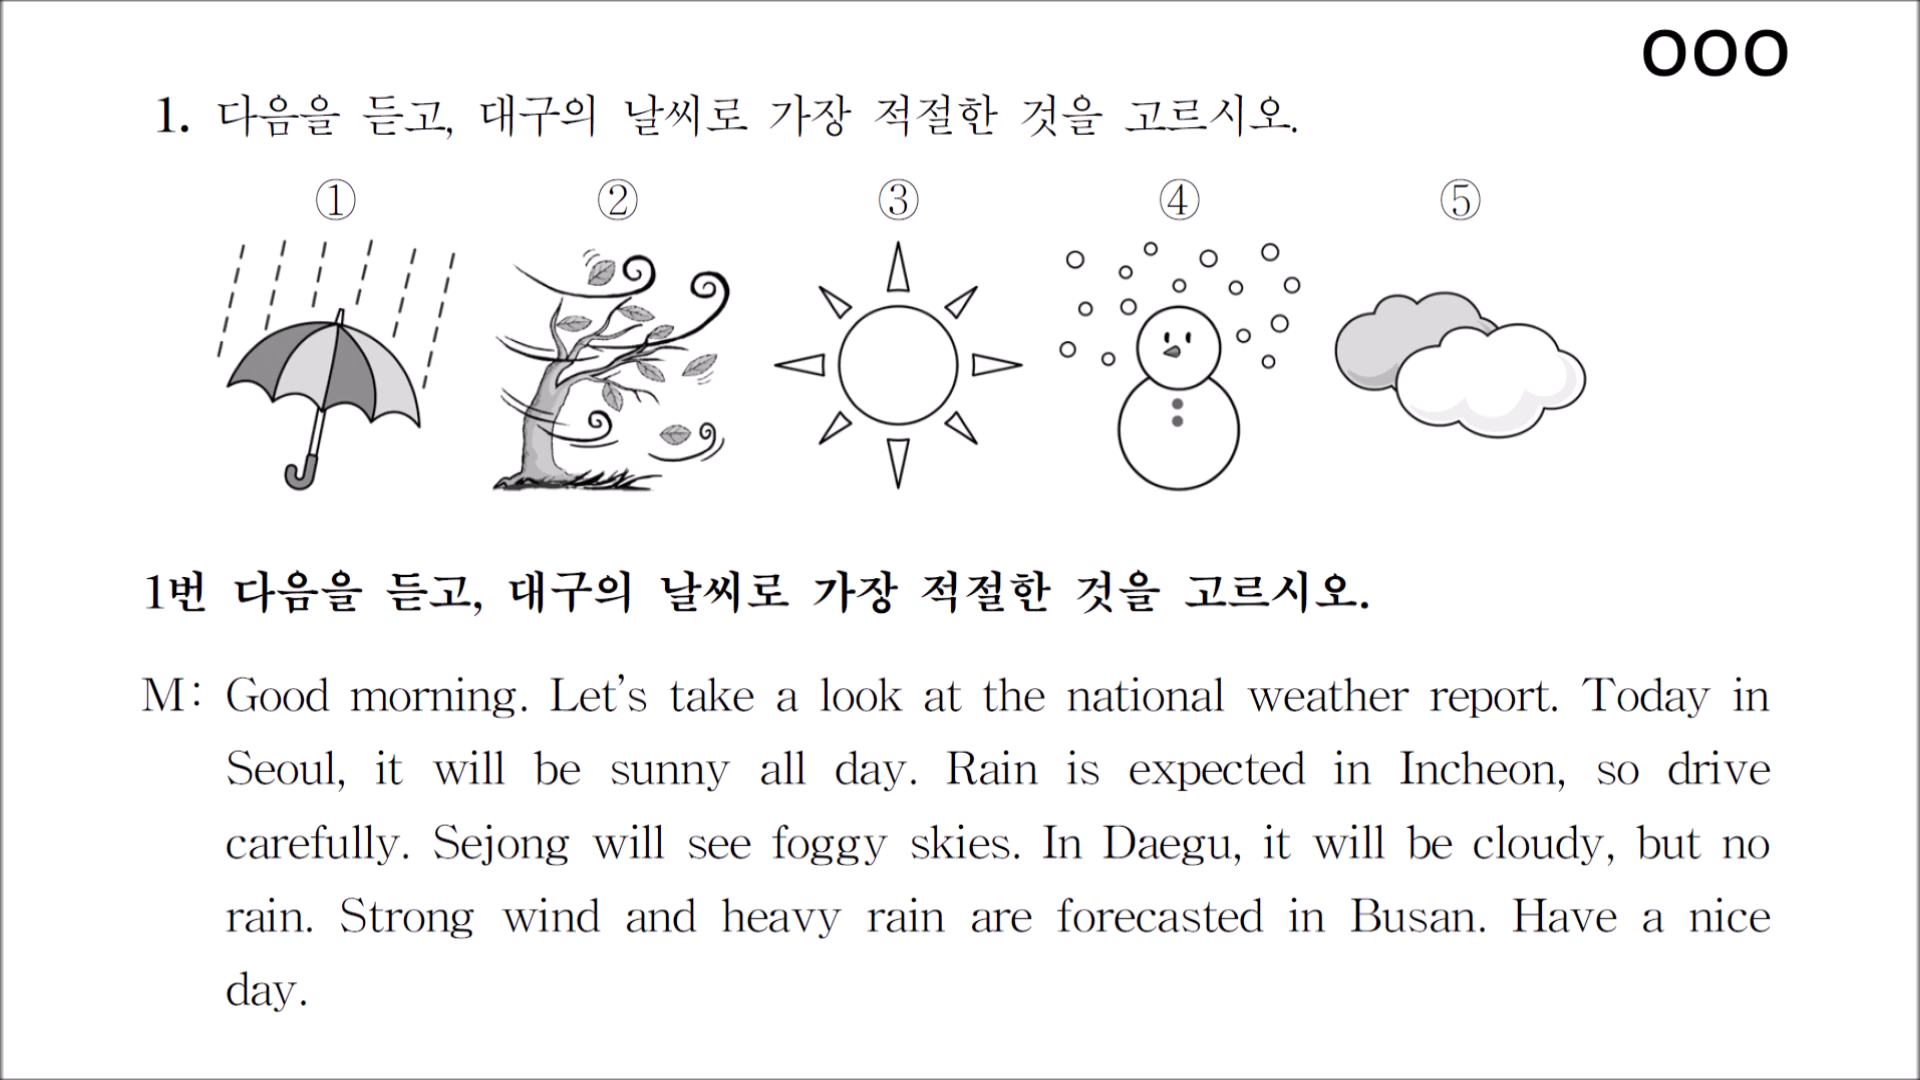 OOO
1. 다음을 듣고, 대구의 날씨로 가장 적절한 것을 고르시오.
① ② ③ ④ ⑤
1번 다음을 듣고, 대구의 날씨로 가장 적절한 것을 고르시오.
M: Good morning. Let's take a look at the national weather report. Today in
Seoul, it will be sunny all day. Rain is expected in Incheon, so drive
carefully. Sejong will see foggy skies. In Daegu, it will be cloudy, but no
rain. Strong wind and heavy rain are forecasted in Busan. Have a nice
day.